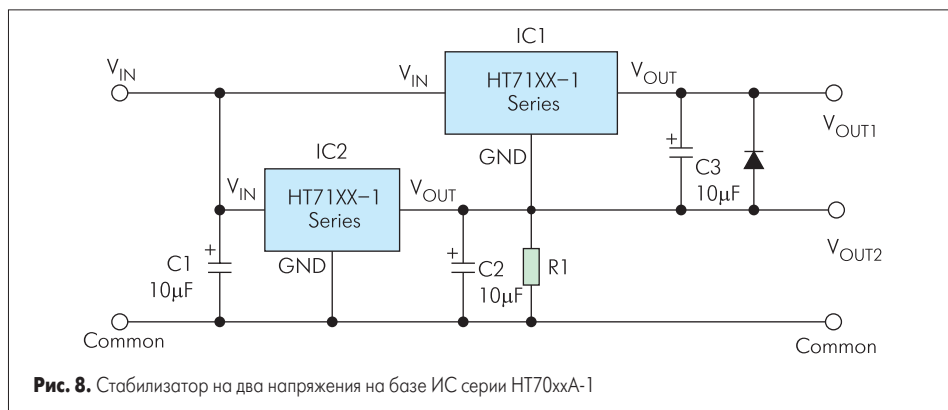 IC1
V_IN
V_IN
HT71XX–1
Series
V_OUT
V_OUT1
GND
C3
10µF
+
IC2
V_IN
HT71XX–1
Series
V_OUT
V_OUT2
GND
+
C1
10µF
+
C2
10µF
R1
Common
Common
Рис. 8. Стабилизатор на два напряжения на базе ИС серии HT70xxA-1